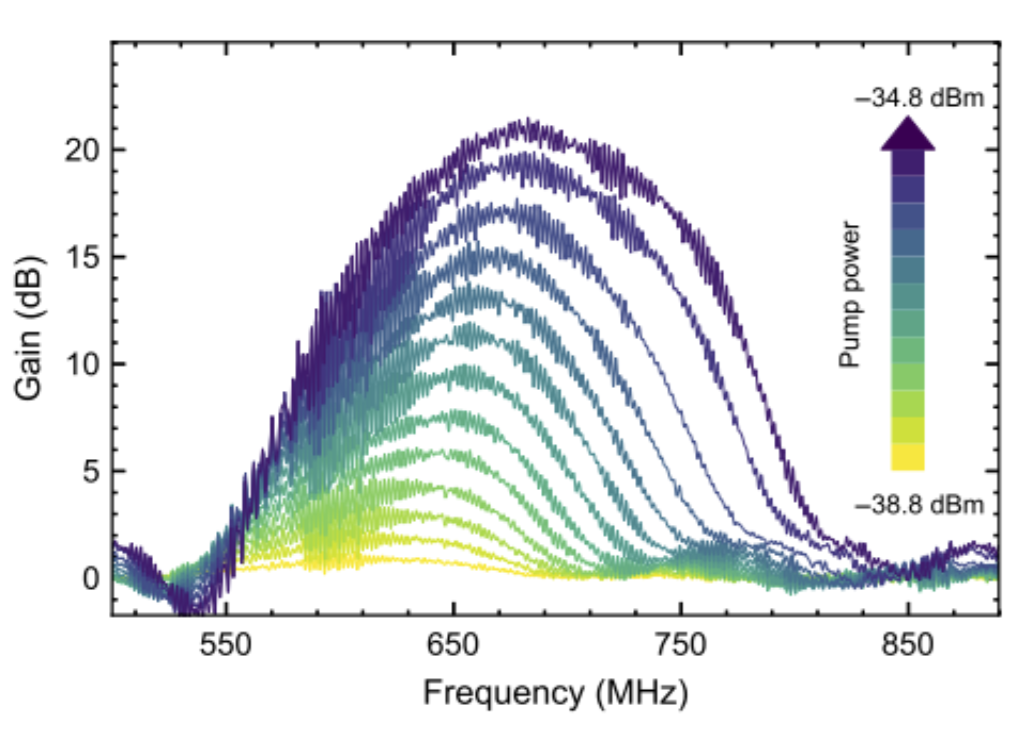 Gain (dB)
20
15
10
5
0
550
650
750
850
Frequency (MHz)
–34.8 dBm
Pump power
–38.8 dBm